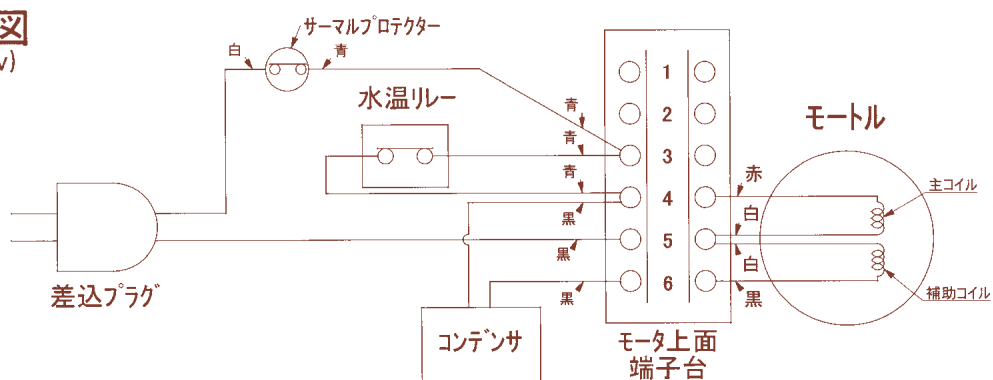 図
v)
サーマルプロテクター
白
青
水温リレー
青
青
青
黒
黒
黒
1
2
3
4
5
6
モートル
赤
白
白
黒
主コイル
補助コイル
差込プラグ
コンデンサ
モータ上面
端子台